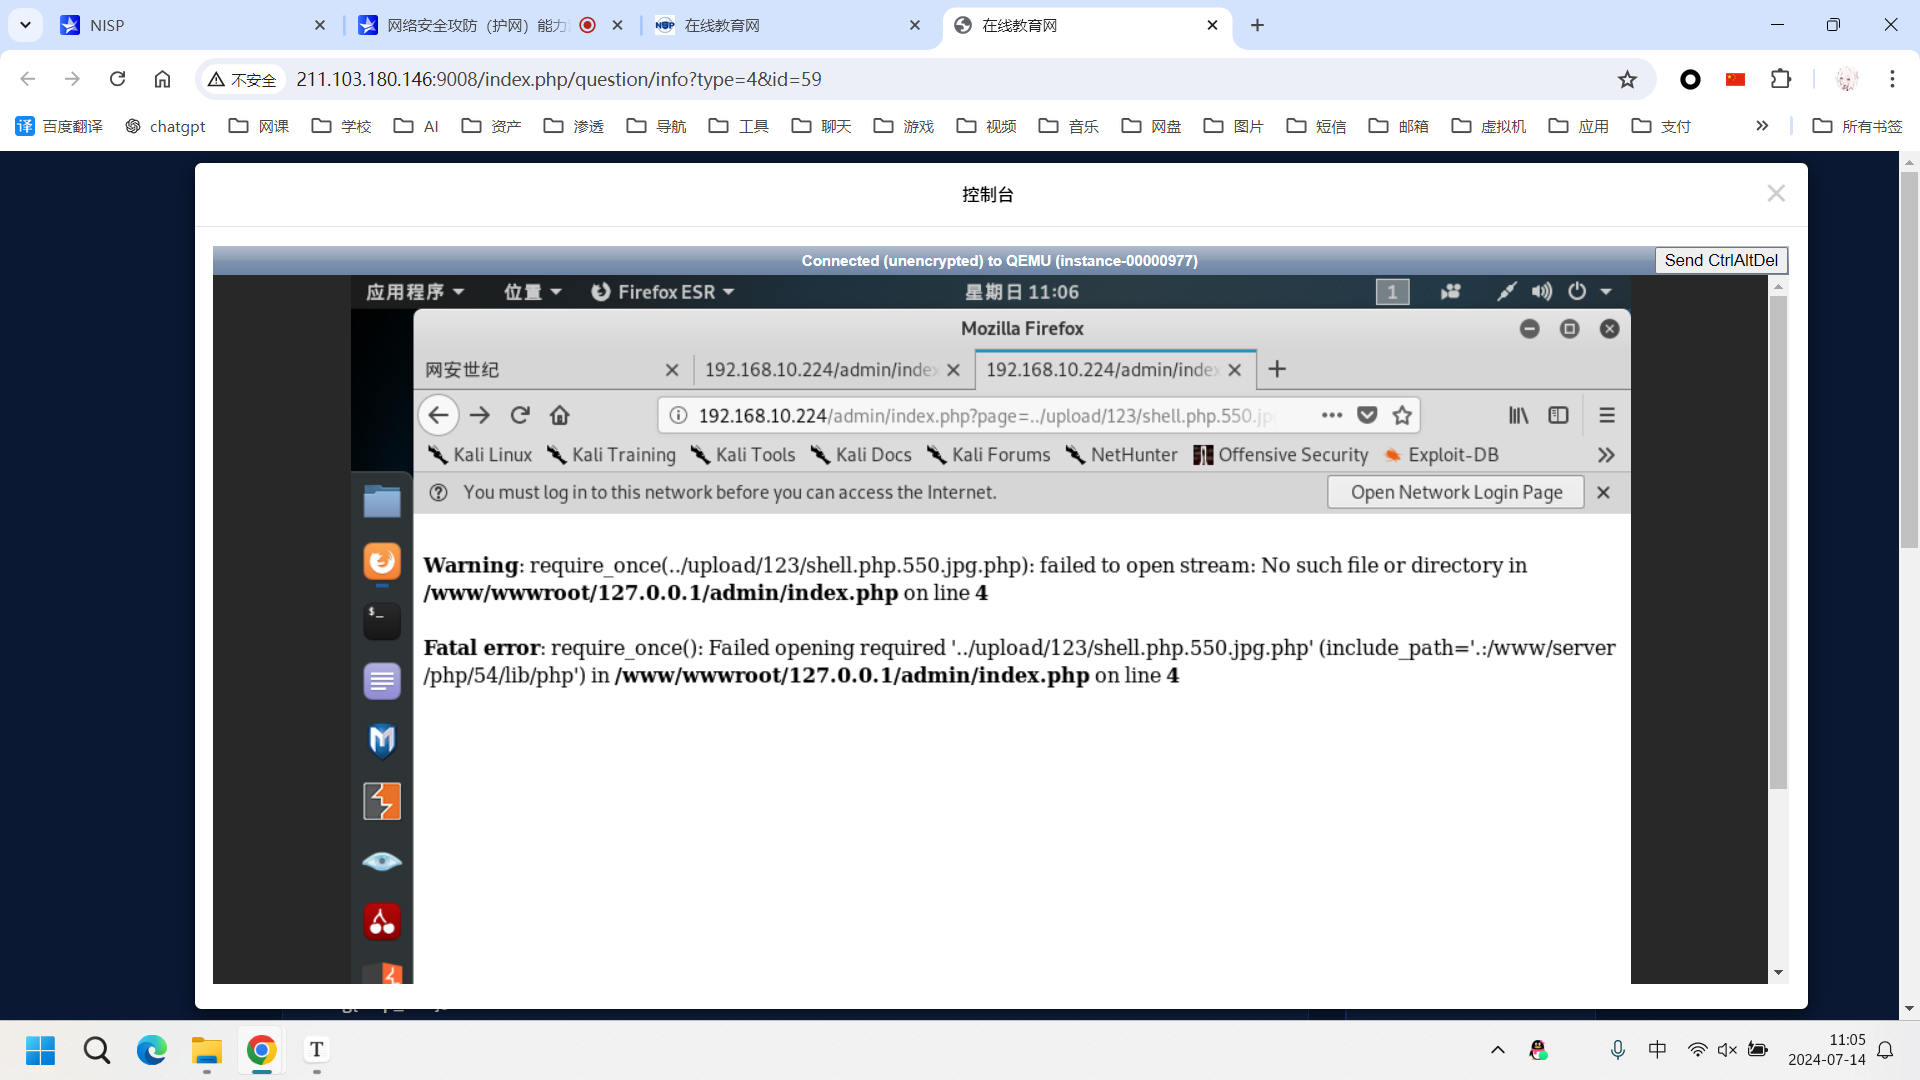 NISP
网络安全攻防（护网）能力
在线教育网
在线教育网
不安全
211.103.180.146:9008/index.php/question/info?type=4&id=59
百度翻译
chatgpt
网课
学校
AI
资产
渗透
导航
工具
聊天
游戏
视频
音乐
网盘
图片
短信
邮箱
虚拟机
应用
支付
所有书签
控制台
Connected (unencrypted) to QEMU (instance-00000977)
Send CtrlAltDel
应用程序
位置
Firefox ESR
星期日 11:06
1
Mozilla Firefox
网安世纪
192.168.10.224/admin/index
192.168.10.224/admin/index
192.168.10.224/admin/index.php?page=../upload/123/shell.php.550.jpg
Kali Linux
Kali Training
Kali Tools
Kali Docs
Kali Forums
NetHunter
Offensive Security
Exploit-DB
You must log in to this network before you can access the Internet.
Open Network Login Page
Warning: require_once(../upload/123/shell.php.550.jpg.php): failed to open stream: No such file or directory in
/www/wwwroot/127.0.0.1/admin/index.php on line 4
Fatal error: require_once(): Failed opening required '../upload/123/shell.php.550.jpg.php' (include_path='.:/www/server
/php/54/lib/php') in /www/wwwroot/127.0.0.1/admin/index.php on line 4
中
11:05
2024-07-14